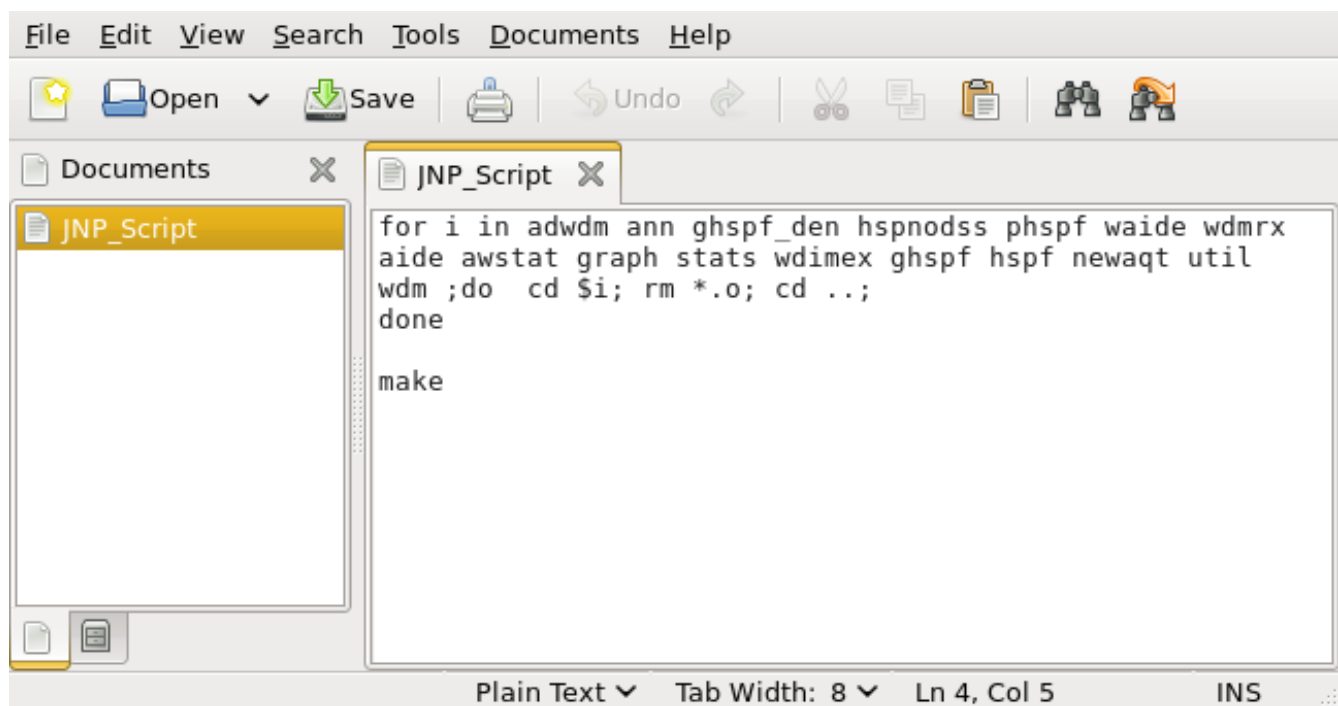 File Edit View Search Tools Documents Help
Open Save Undo
Documents
JNP_Script
JNP_Script
for i in adwdm ann ghspf_den hspnodss phspf waide wdmrx
aide awstat graph stats wdimex ghspf hspf newaqt util
wdm ;do  cd $i; rm *.o; cd ..;
done
make
Plain Text Tab Width: 8 Ln 4, Col 5 INS